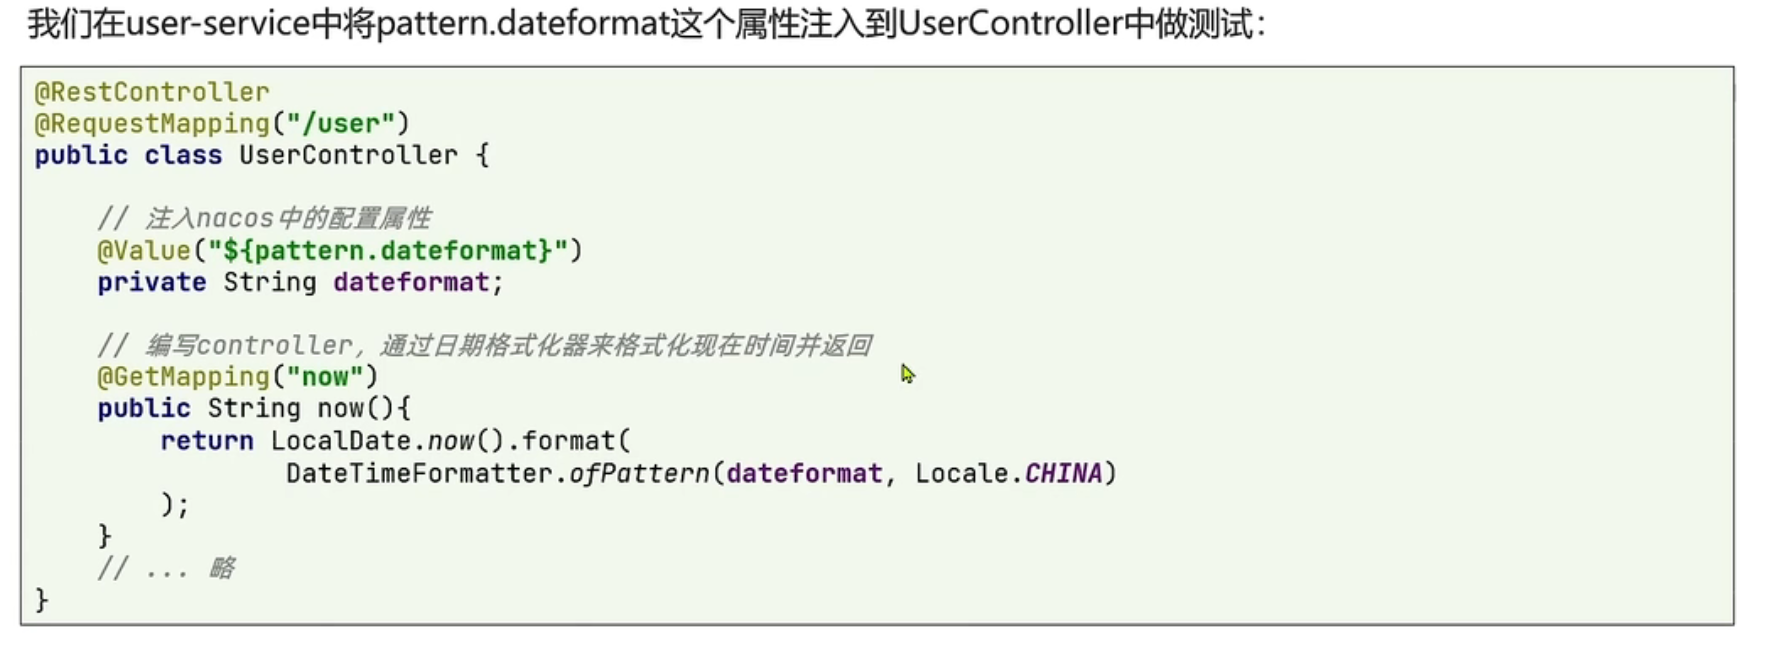 我们在user-service中将pattern.dateformat这个属性注入到UserController中做测试：
@RestController
@RequestMapping("/user")
public class UserController {
// 注入nacos中的配置属性
@Value("${pattern.dateformat}")
private String dateformat;
// 编写controller，通过日期格式化器来格式化现在时间并返回
@GetMapping("now")
public String now(){
return LocalDate.now().format(
DateTimeFormatter.ofPattern(dateformat, Locale.CHINA)
);
}
// ... 略
}